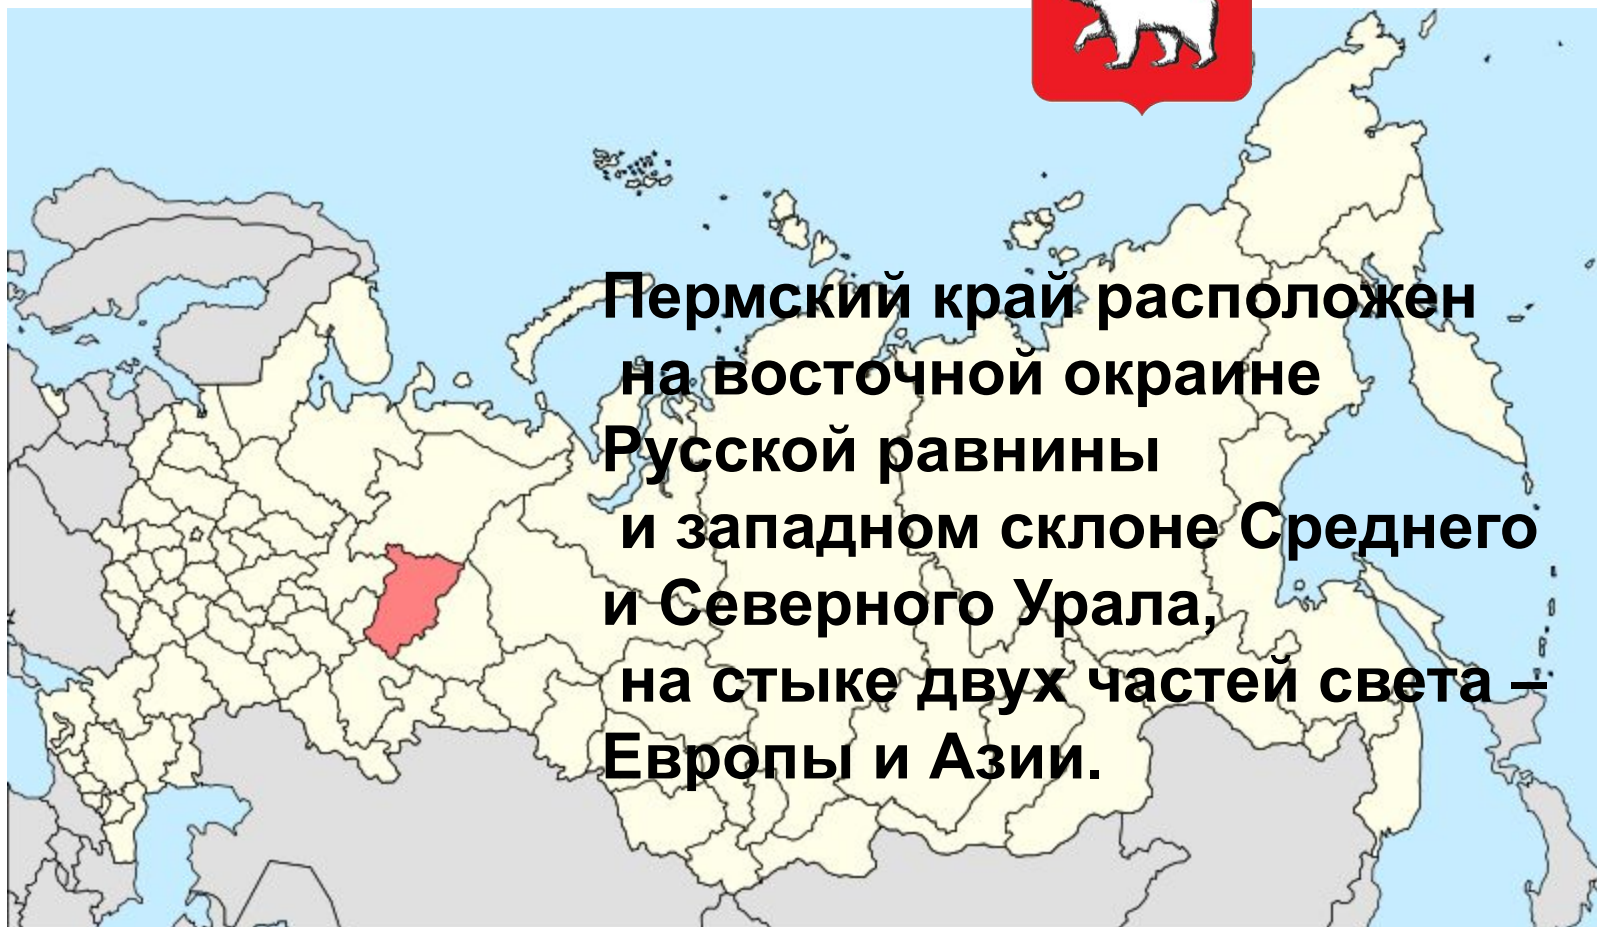 Пермский край расположен
на восточной окраине
Русской равнины
и западном склоне Среднего
и Северного Урала,
на стыке двух частей света –
Европы и Азии.